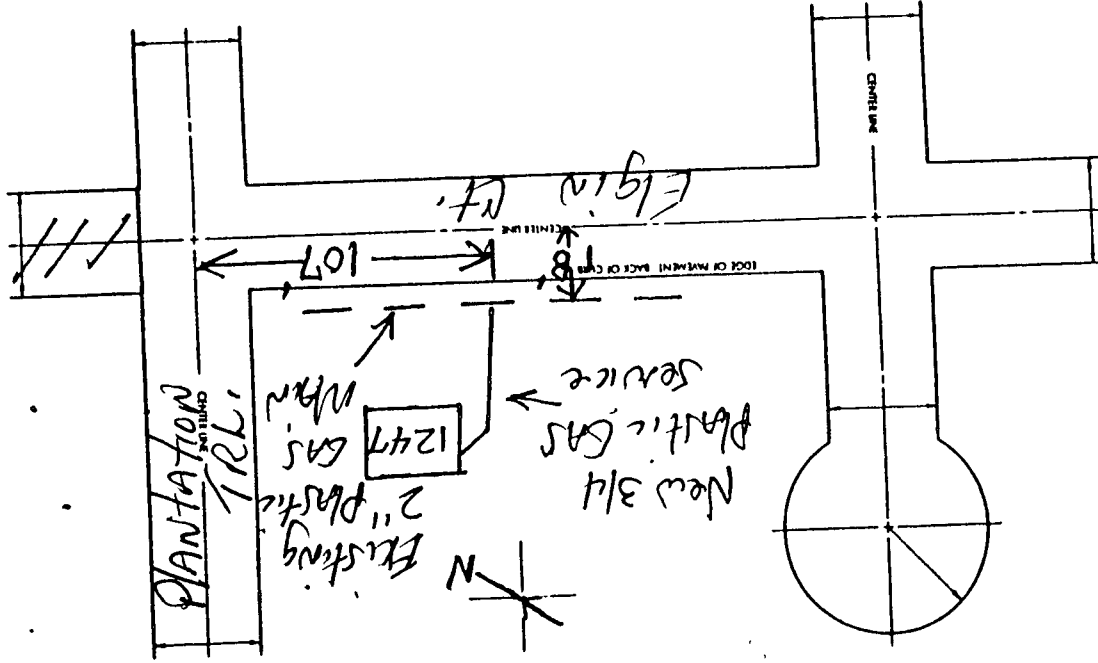 N
New 3/4
Plastic GAS
Service
Existing
2" Plastic
GAS
MAIN
1247
PLANTATION
TRL.
CENTER LINE
EDGE OF PAVEMENT BACK OF CURB
18
107
CENTER LINE
Elgin Ct.
CENTER LINE